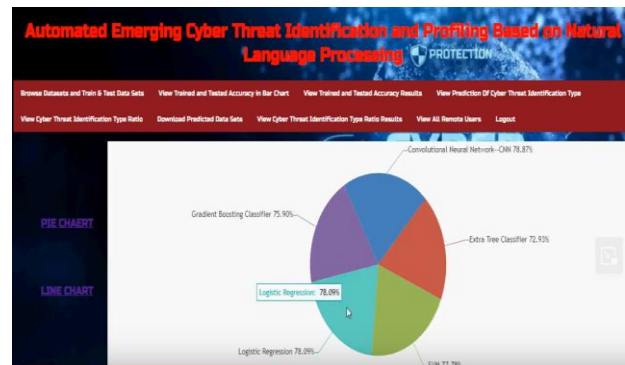 Automated Emerging Cyber Threat Identification and Profiling Based on Natural
Language Processing
PROTECTION
Browse Datasets and Train & Test Data Sets View Trained and Tested Accuracy in Bar Chart View Trained and Tested Accuracy Results View Prediction Of Cyber Threat Identification Type
View Cyber Threat Identification Type Ratio Download Predicted Data Sets View Cyber Threat Identification Type Ratio Results View All Remote Users Logout
Convolutional Neural Network--CNN 78.87%
Gradient Boosting Classifier 75.90%
PIE CHAERT
Extra Tree Classifier 72.93%
LINE CHART
Logistic Regression: 78.09%
Logistic Regression 78.09%
SVM 77.78%